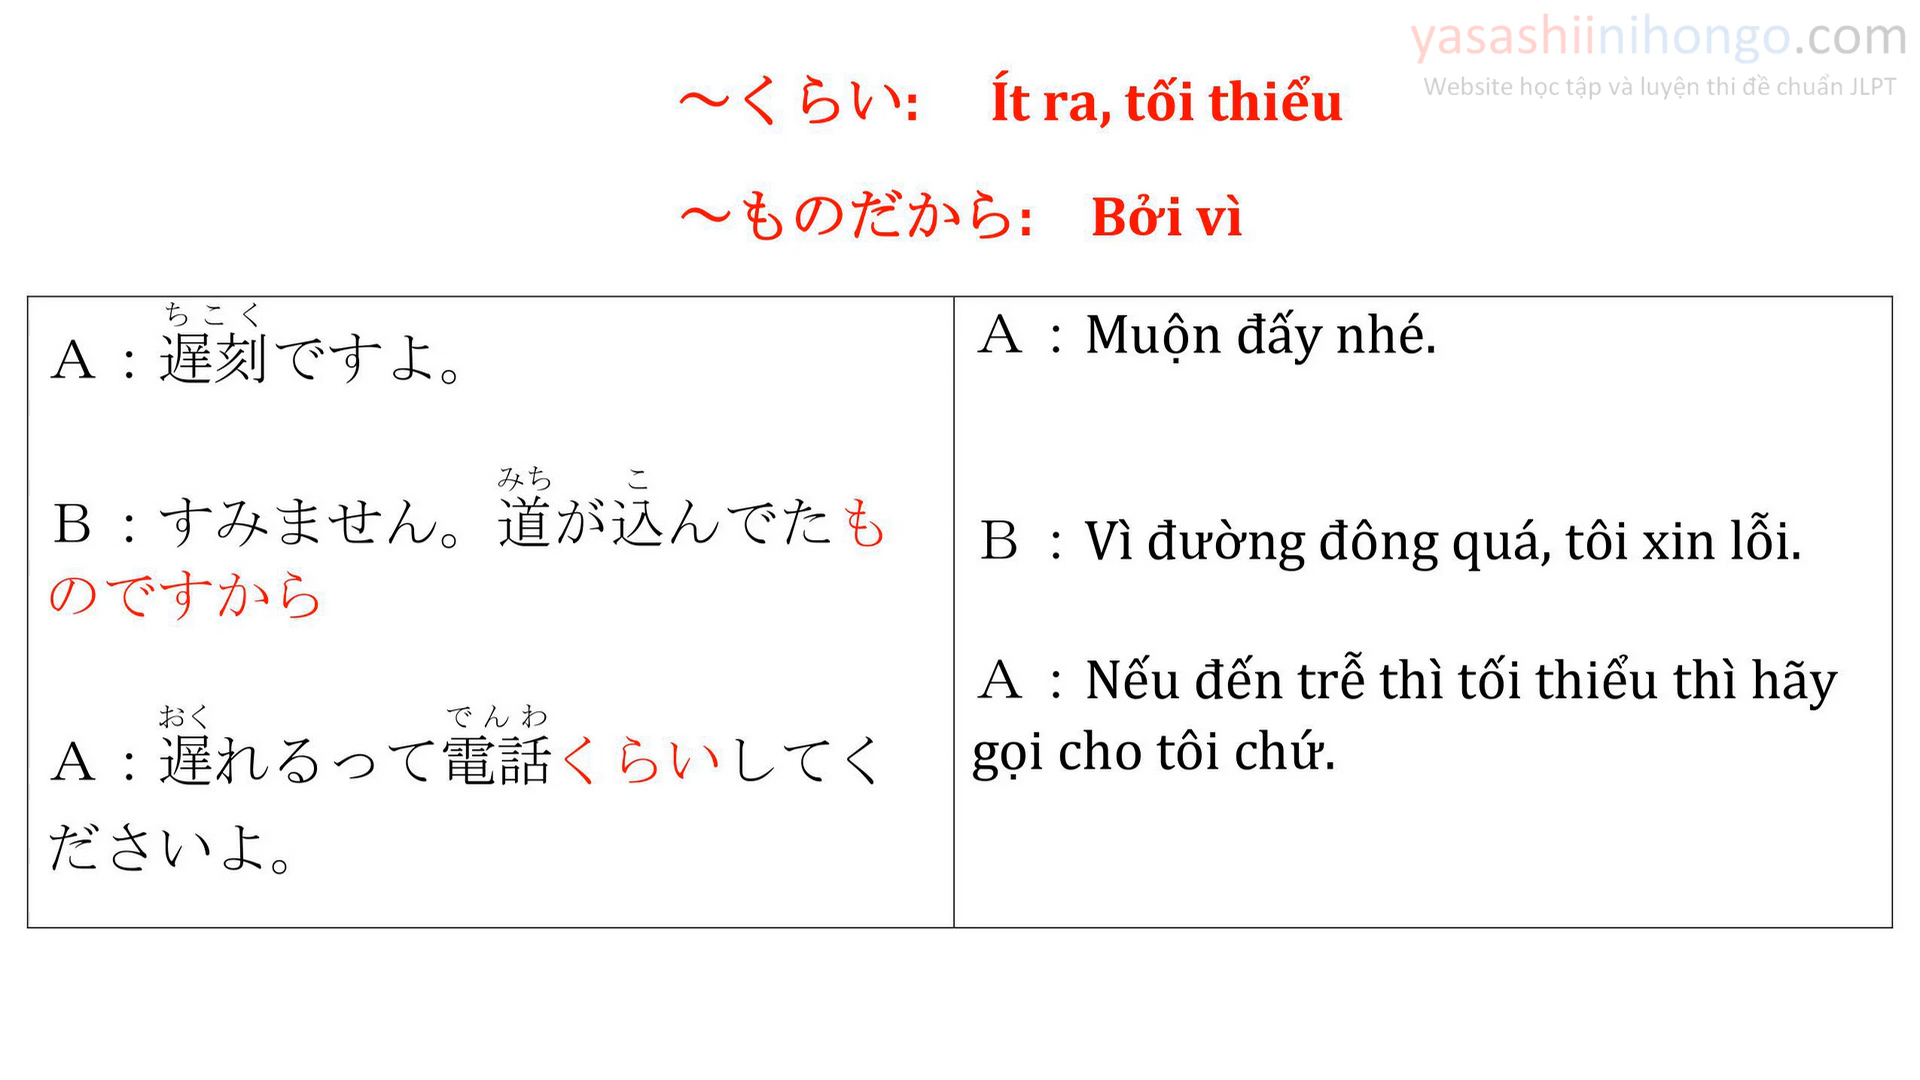 yasashiinihongo.com
Website học tập và luyện thi đề chuẩn JLPT
～くらい: Ít ra, tối thiểu
～ものだから: Bởi vì
ちこく
A：遅刻ですよ。
みち こ
B：すみません。道が込んでたも
のですから
おく でんわ
A：遅れるって電話くらいしてく
ださいよ。
A：Muộn đấy nhé.
B：Vì đường đông quá, tôi xin lỗi.
A：Nếu đến trễ thì tối thiểu thì hãy
gọi cho tôi chứ.